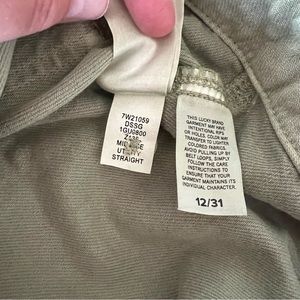 7W21059
DSSG
1GU0800
MID RISE
UTILITY
STRAIGHT
THIS LUCKY BRAND
GARMENT MAY HAVE
INTENTIONAL RIPS
HOLES. COLOR MAY
TRANSFER TO LIGHTER
COLORED FABRICS.
AVOID PULLING UP BY
BELT LOOPS. SIMPLY
FOLLOW THE CARE
INSTRUCTIONS TO
ENSURE THAT YOUR
GARMENT MAINTAINS ITS
INDIVIDUAL CHARACTER.
12/31